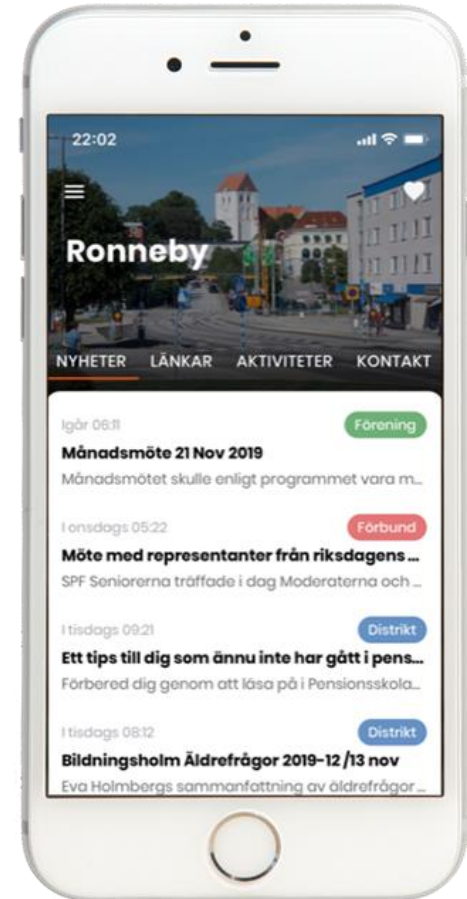 22:02
Ronneby
NYHETER LÄNKAR AKTIVITETER KONTAKT
Igår 06:11 Förening
Månadsmöte 21 Nov 2019
Månadsmötet skulle enligt programmet vara m...
I onsdags 05:22 Förbund
Möte med representanter från riksdagens ...
SPF Seniorerna träffade i dag Moderaterna och ...
I tisdags 09:21 Distrikt
Ett tips till dig som ännu inte har gått i pens...
Förbered dig genom att läsa på i Pensionsskola...
I tisdags 08:12 Distrikt
Bildningsholm Äldrefrågor 2019-12 /13 nov
Eva Holmbergs sammanfattning av äldrefrågor ...